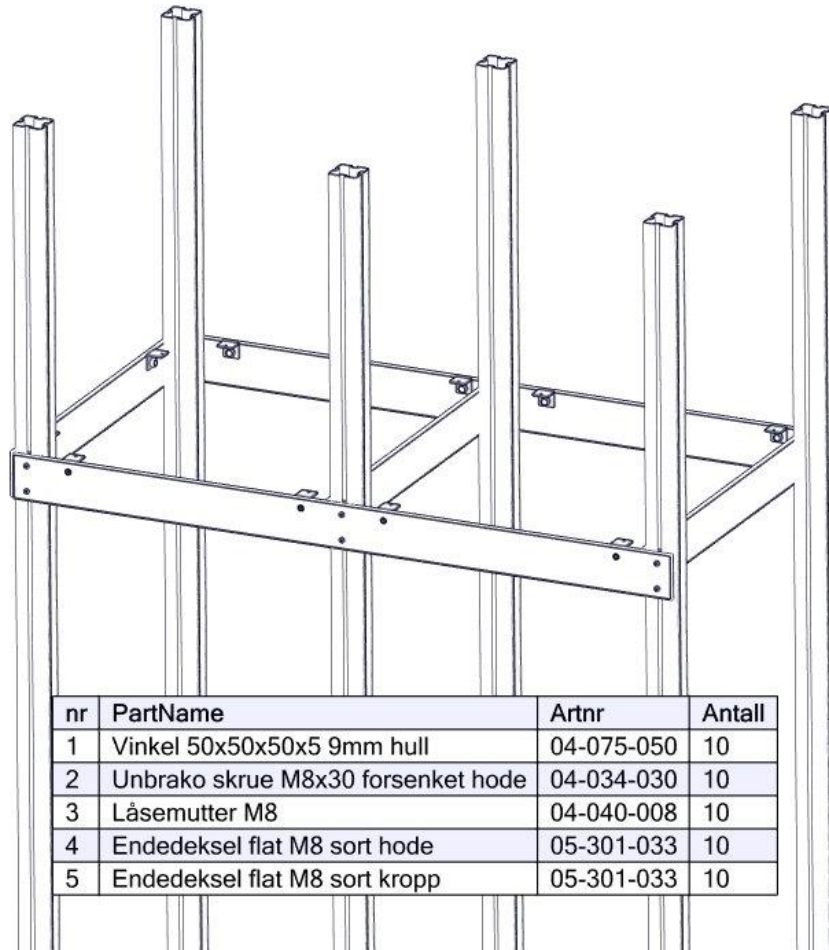 nr PartName Artnr Antall
1 Vinkel 50x50x50x5 9mm hull 04-075-050 10
2 Unbrako skrue M8x30 forsenket hode 04-034-030 10
3 Låsemutter M8 04-040-008 10
4 Endedeksel flat M8 sort hode 05-301-033 10
5 Endedeksel flat M8 sort kropp 05-301-033 10